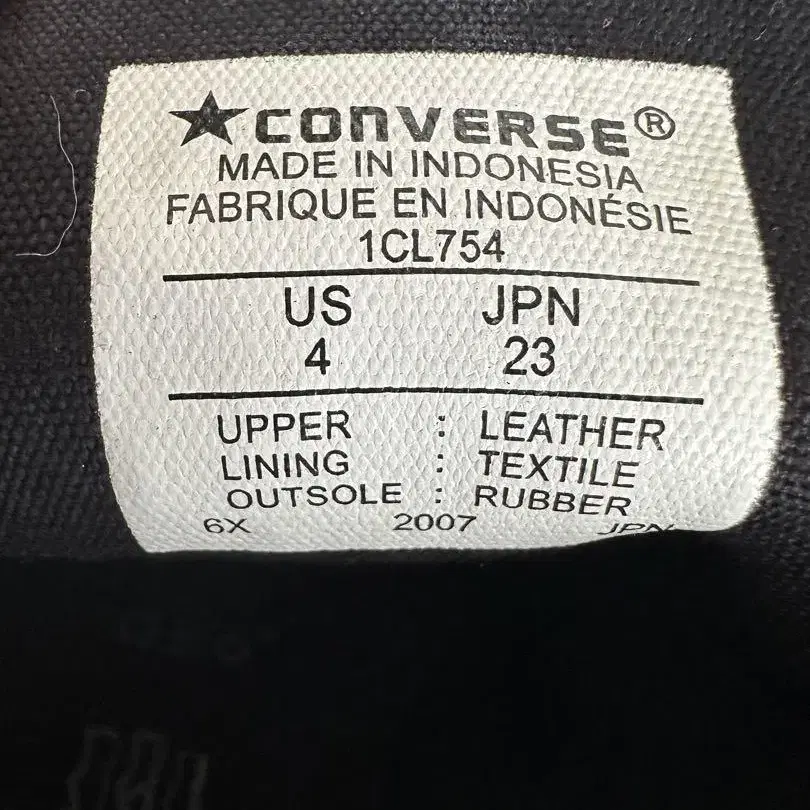 ★CONVERSE®
MADE IN INDONESIA
FABRIQUE EN INDONÉSIE
1CL754
US JPN
4 23
UPPER : LEATHER
LINING : TEXTILE
OUTSOLE : RUBBER
6X 2007 JPN